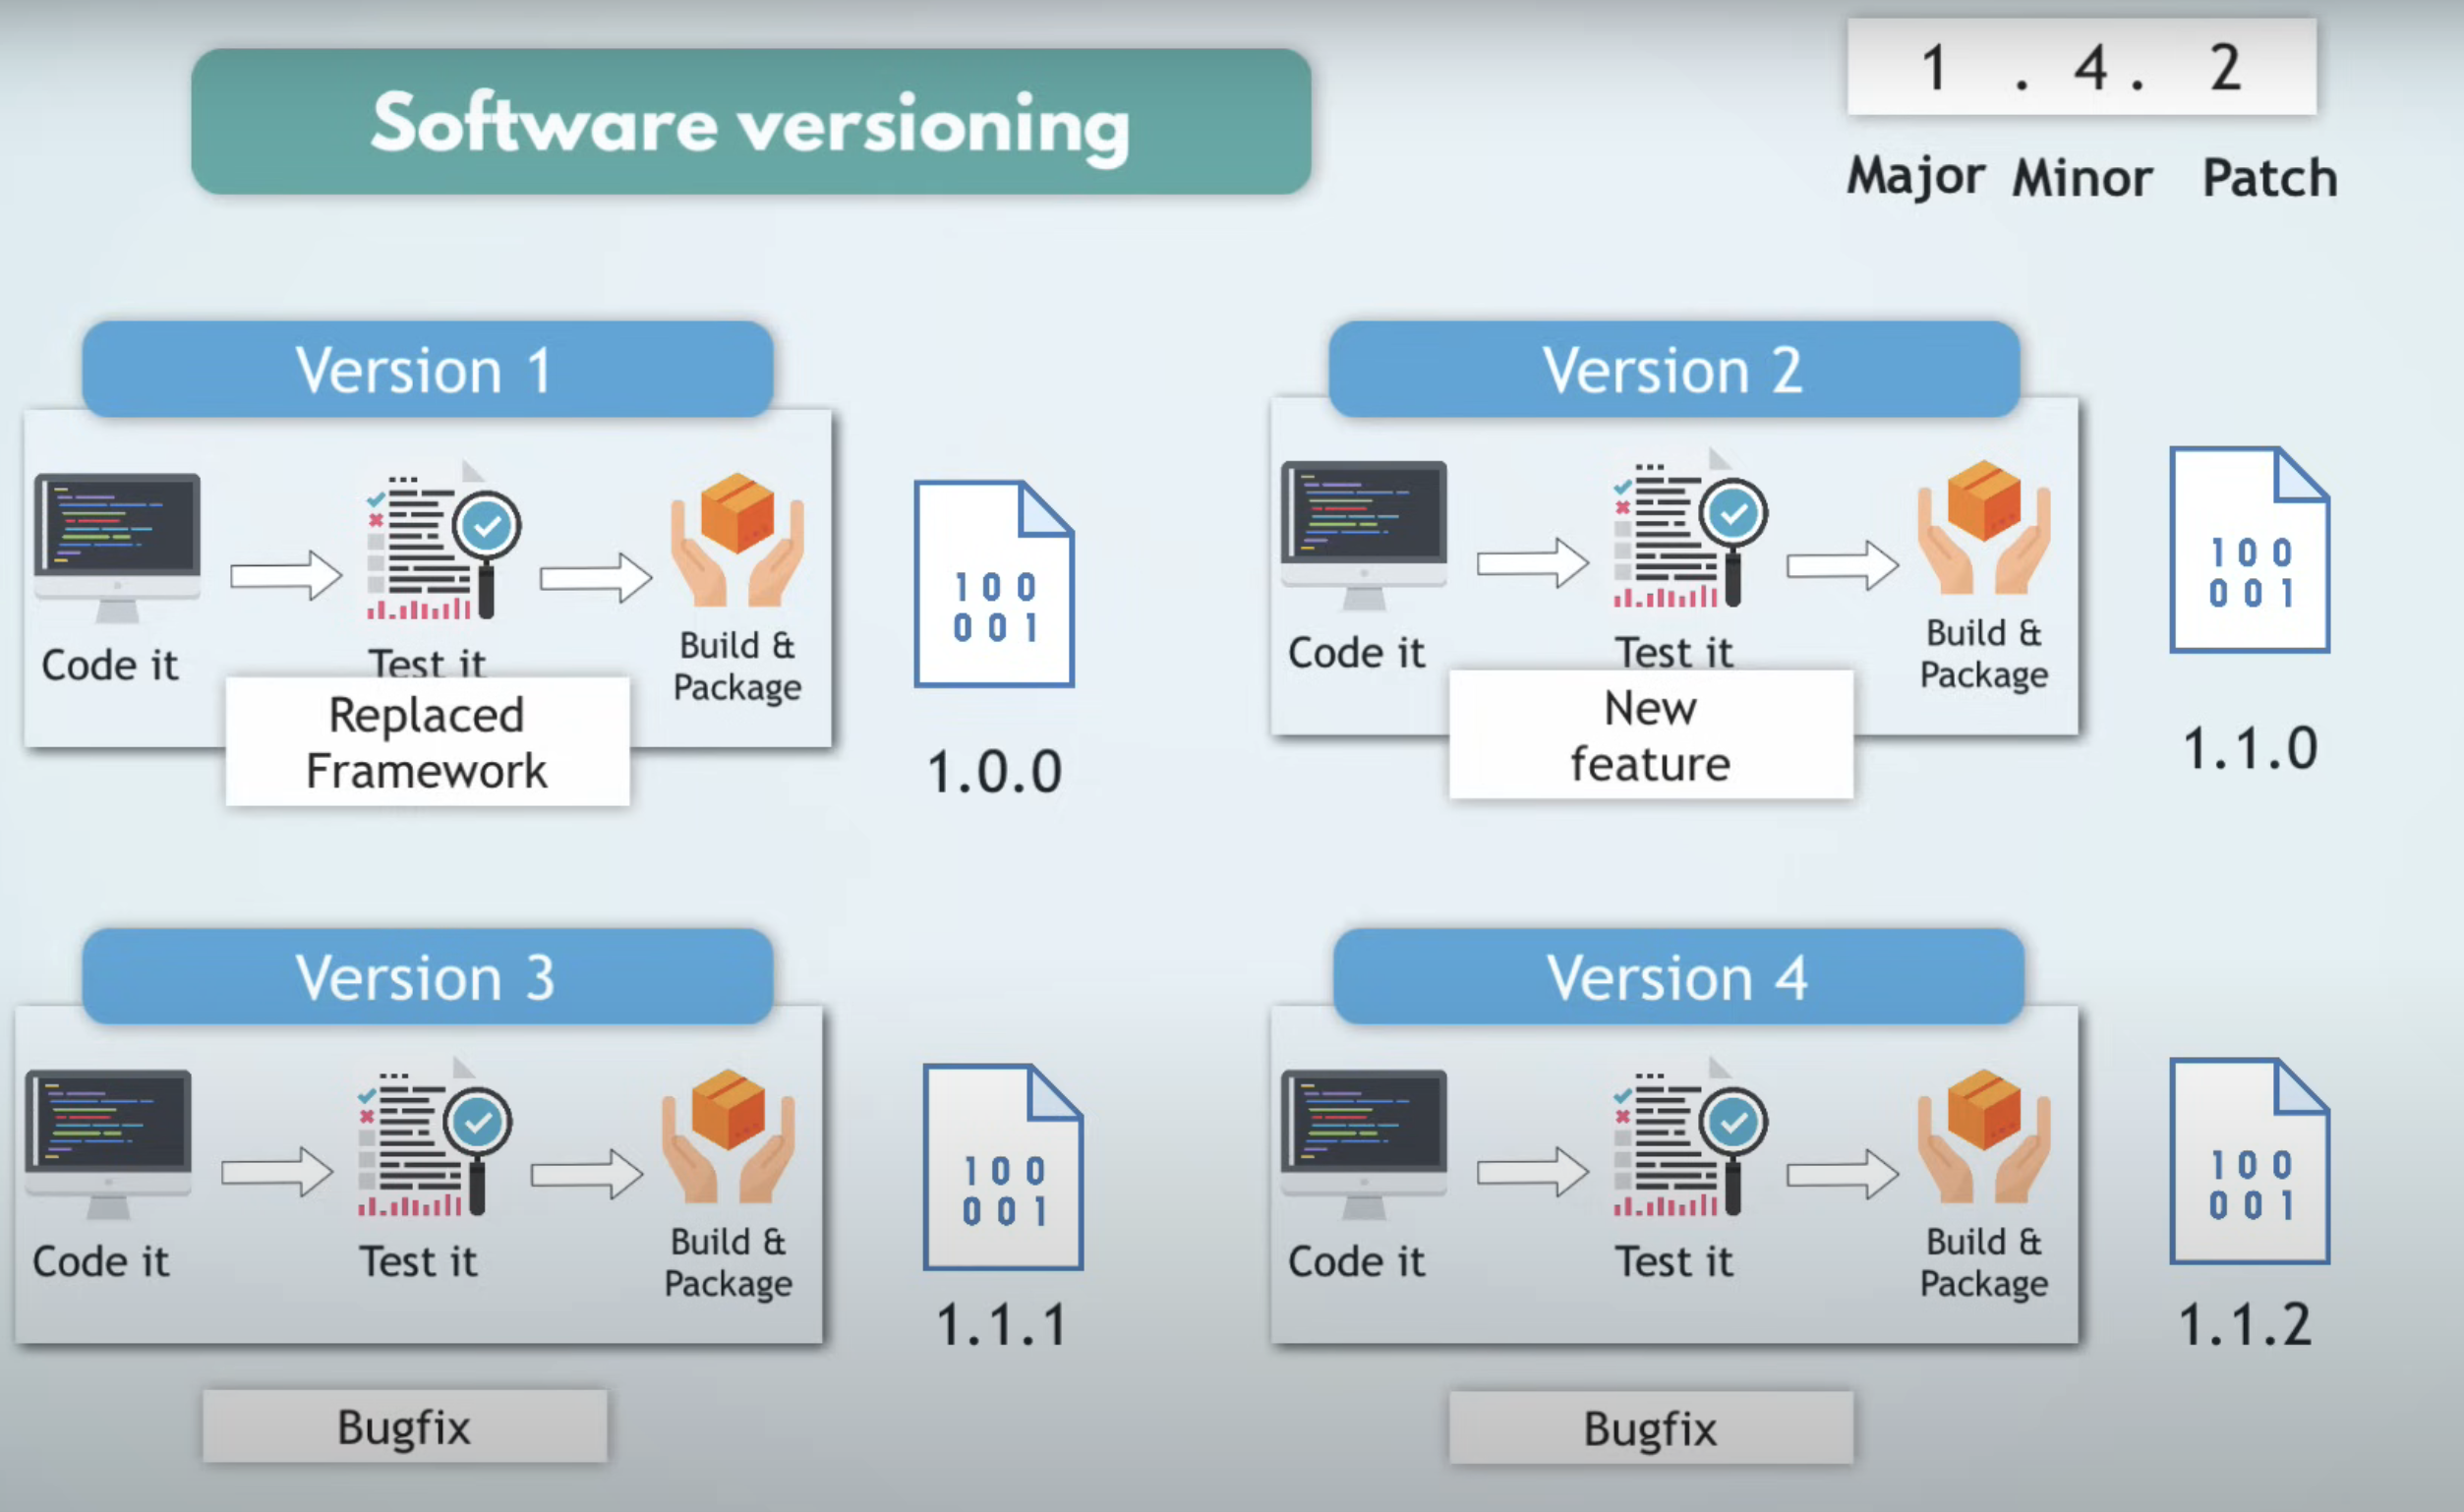 Software versioning
1 . 4 . 2
Major Minor Patch
Version 1
Code it
Test it
Build &
Package
Replaced
Framework
100
001
1.0.0
Version 2
Code it
Test it
Build &
Package
New
feature
100
001
1.1.0
Version 3
Code it
Test it
Build &
Package
100
001
1.1.1
Bugfix
Version 4
Code it
Test it
Build &
Package
100
001
1.1.2
Bugfix